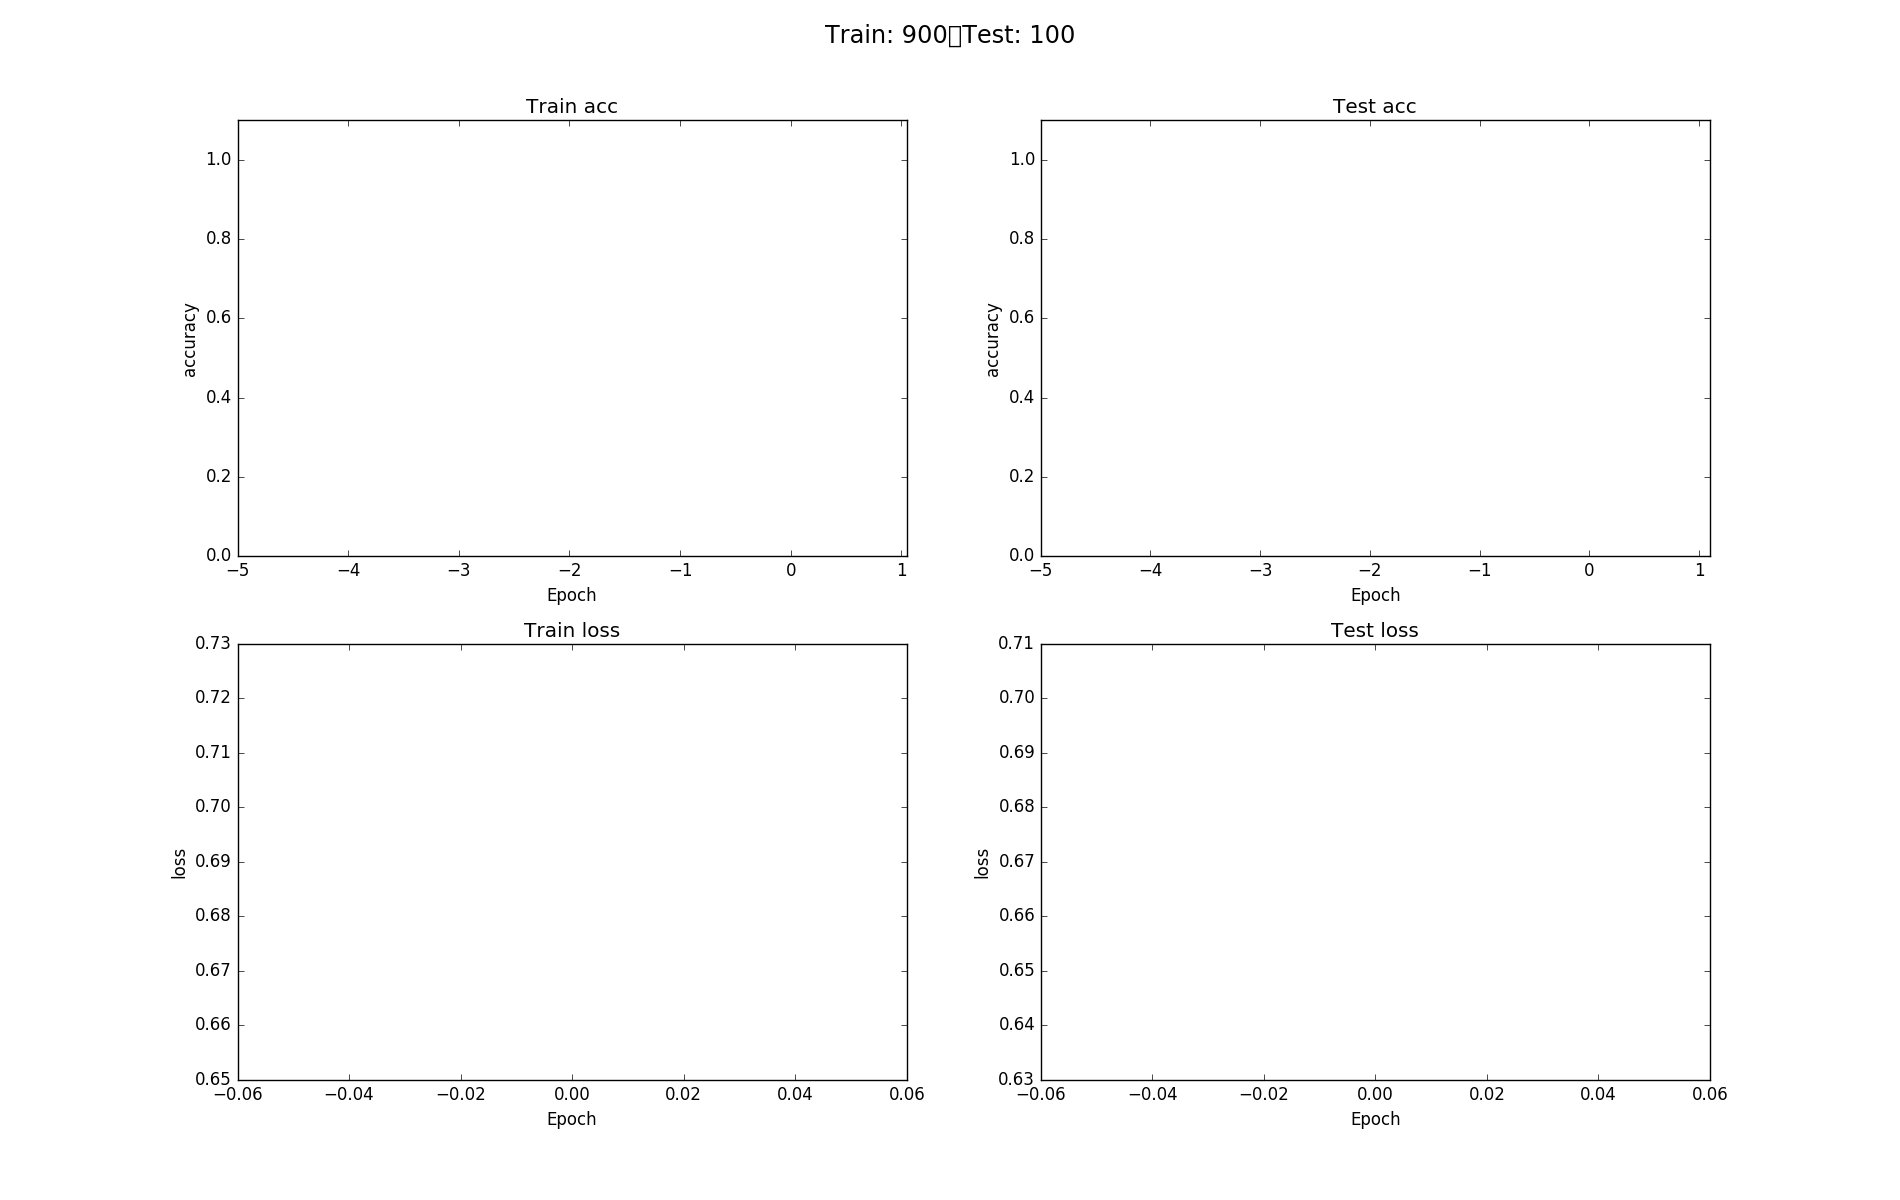 Train: 900▯Test: 100
Train acc
accuracy
1.0
0.8
0.6
0.4
0.2
0.0
−5 −4 −3 −2 −1 0 1
Epoch
Test acc
accuracy
1.0
0.8
0.6
0.4
0.2
0.0
−5 −4 −3 −2 −1 0 1
Epoch
Train loss
loss
0.73
0.72
0.71
0.70
0.69
0.68
0.67
0.66
0.65
−0.06 −0.04 −0.02 0.00 0.02 0.04 0.06
Epoch
Test loss
loss
0.71
0.70
0.69
0.68
0.67
0.66
0.65
0.64
0.63
−0.06 −0.04 −0.02 0.00 0.02 0.04 0.06
Epoch